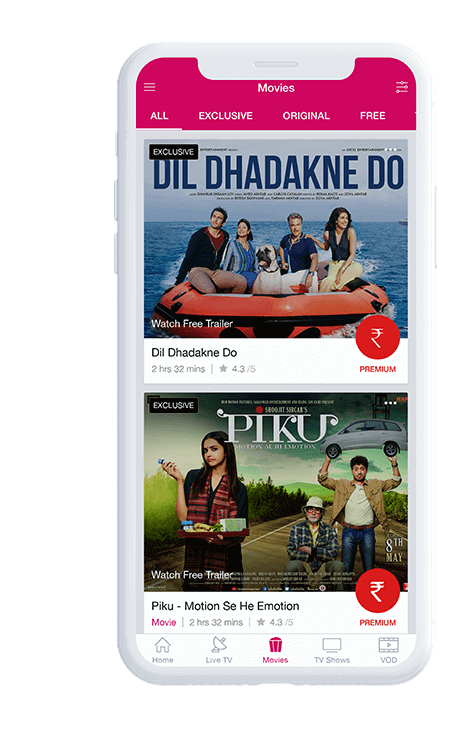 Movies
ALL EXCLUSIVE ORIGINAL FREE
EXCLUSIVE
DIL DHADAKNE DO
Watch Free Trailer
₹
Dil Dhadakne Do
2 hrs 32 mins | 4.3 /5
PREMIUM
EXCLUSIVE
SHOOJIT SIRCAR'S
PIKU
MOTION SE HE EMOTION
8TH
MAY
Watch Free Trailer
₹
Piku - Motion Se He Emotion
Movie | 2 hrs 32 mins | 4.3 /5
PREMIUM
Home Live TV Movies TV Shows VOD